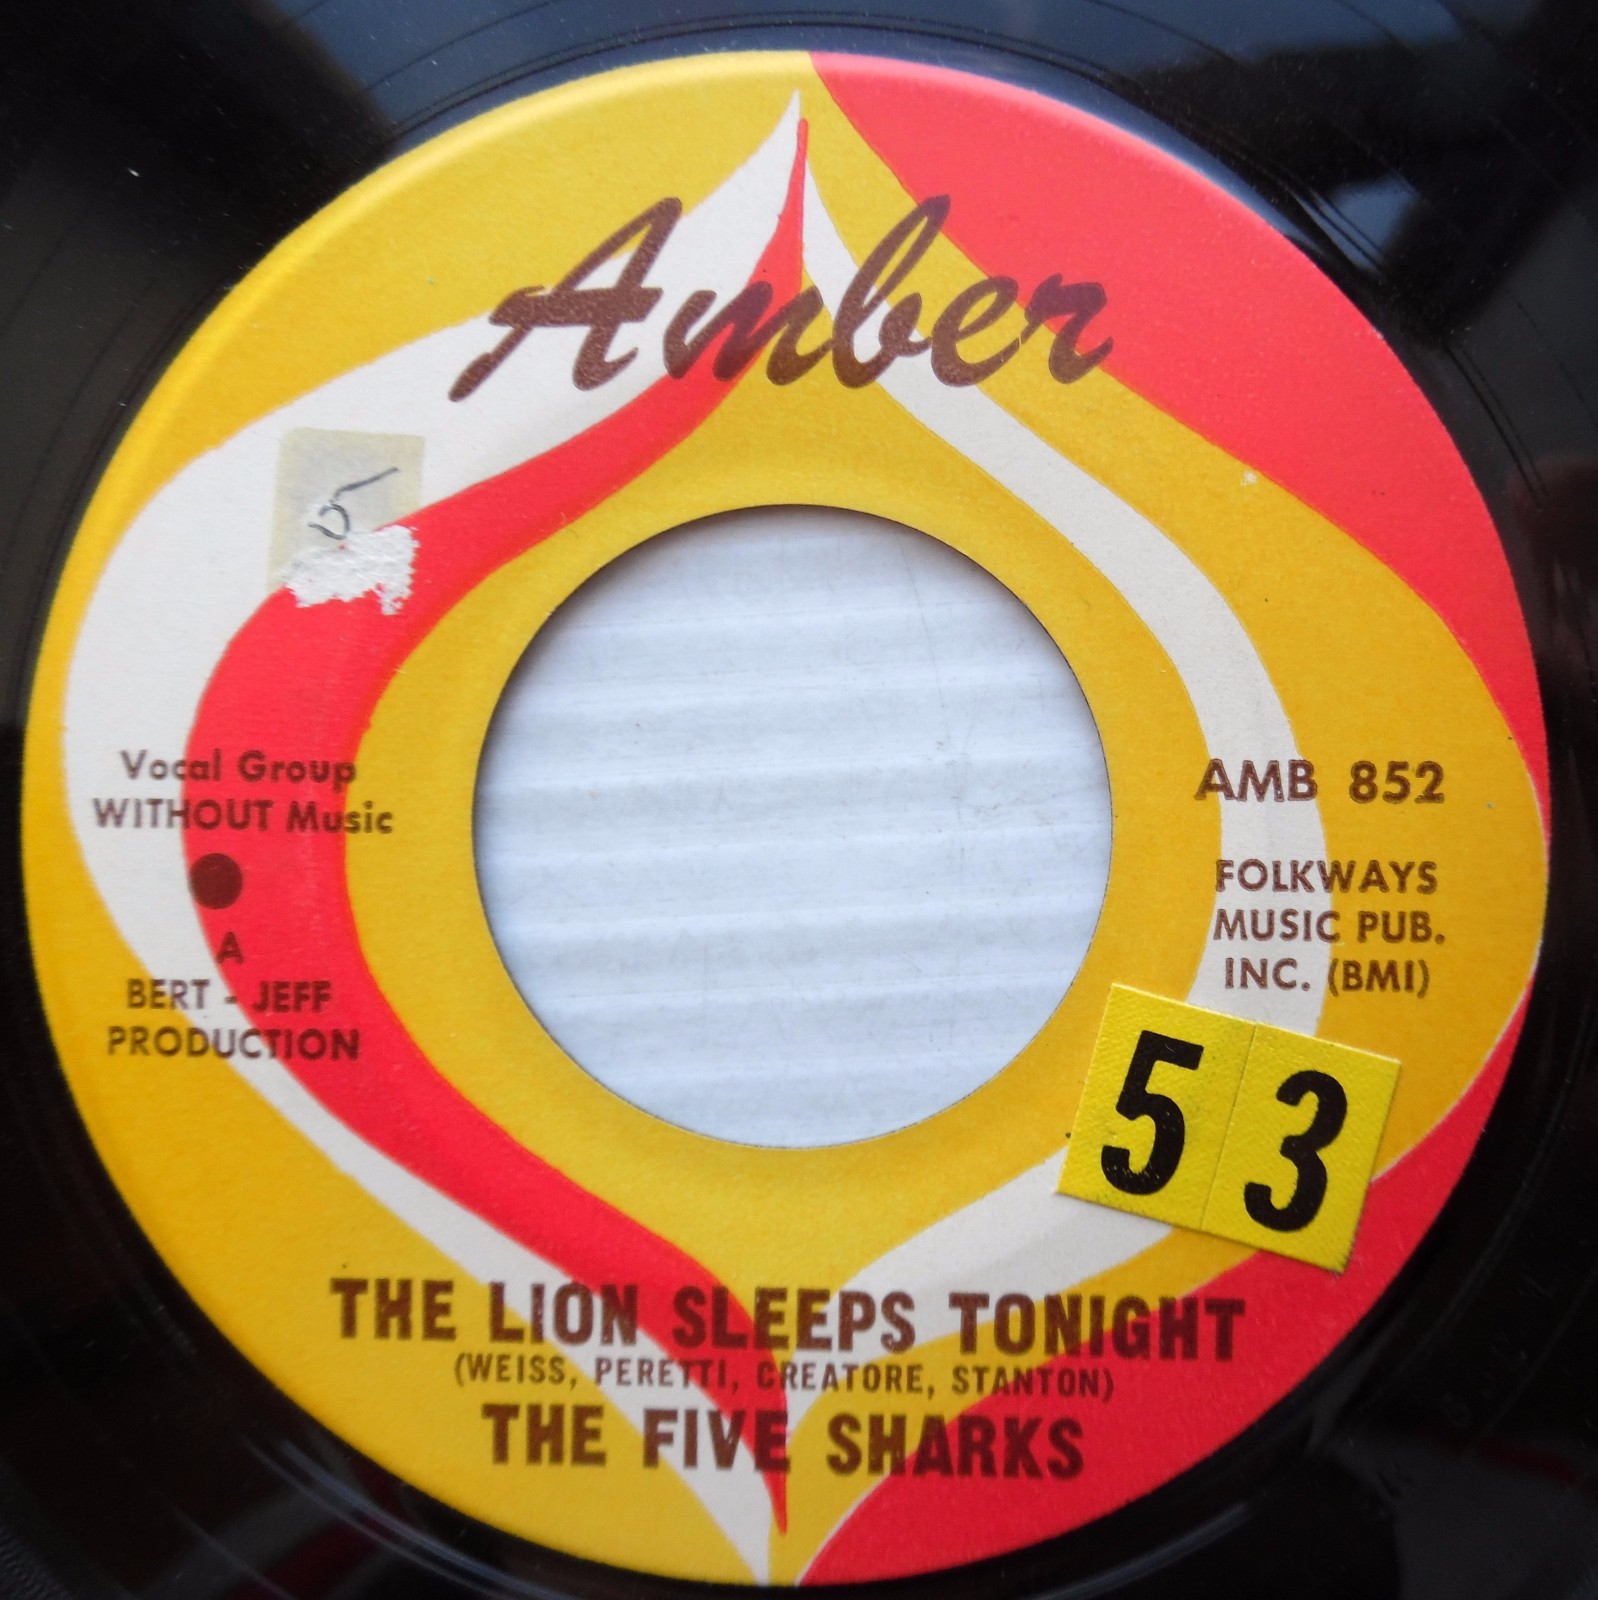 Amber
5
Vocal Group
WITHOUT Music
A
BERT - JEFF
PRODUCTION
AMB 852
FOLKWAYS
MUSIC PUB.
INC. (BMI)
53
THE LION SLEEPS TONIGHT
(WEISS, PERETTI, CREATORE, STANTON)
THE FIVE SHARKS